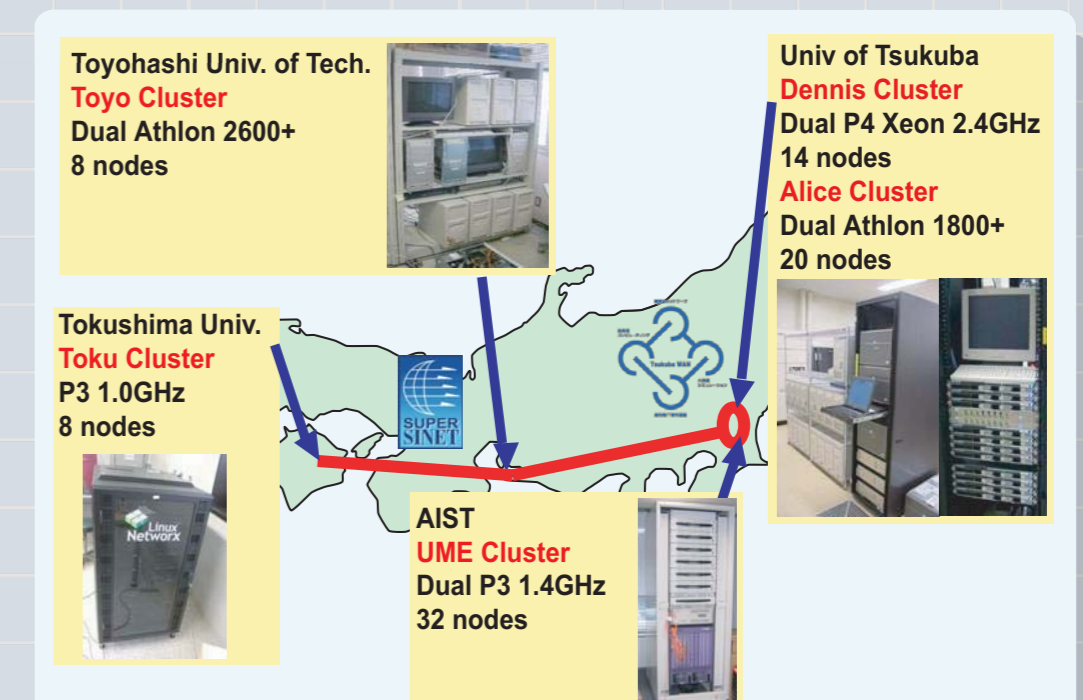 Toyohashi Univ. of Tech.
Toyo Cluster
Dual Athlon 2600+
8 nodes
Univ of Tsukuba
Dennis Cluster
Dual P4 Xeon 2.4GHz
14 nodes
Alice Cluster
Dual Athlon 1800+
20 nodes
Tokushima Univ.
Toku Cluster
P3 1.0GHz
8 nodes
Linux
Networx
SUPER
SINET
Tsukuba WAN
AIST
UME Cluster
Dual P3 1.4GHz
32 nodes